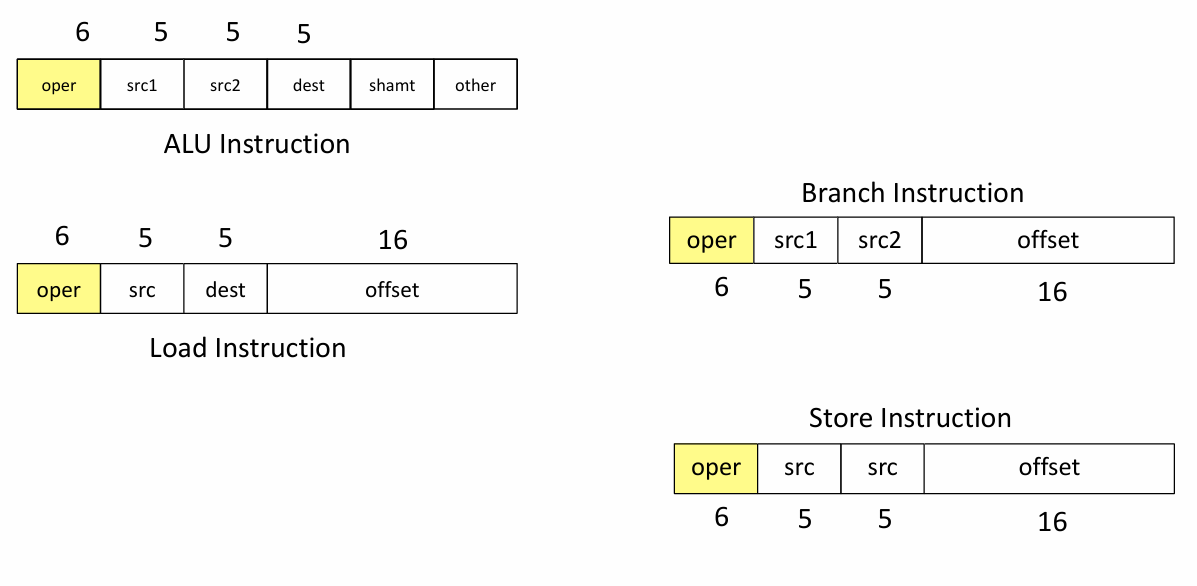 6 5 5 5
oper src1 src2 dest shamt other
ALU Instruction
6 5 5 16
oper src dest offset
Load Instruction
Branch Instruction
oper src1 src2 offset
6 5 5 16
Store Instruction
oper src src offset
6 5 5 16